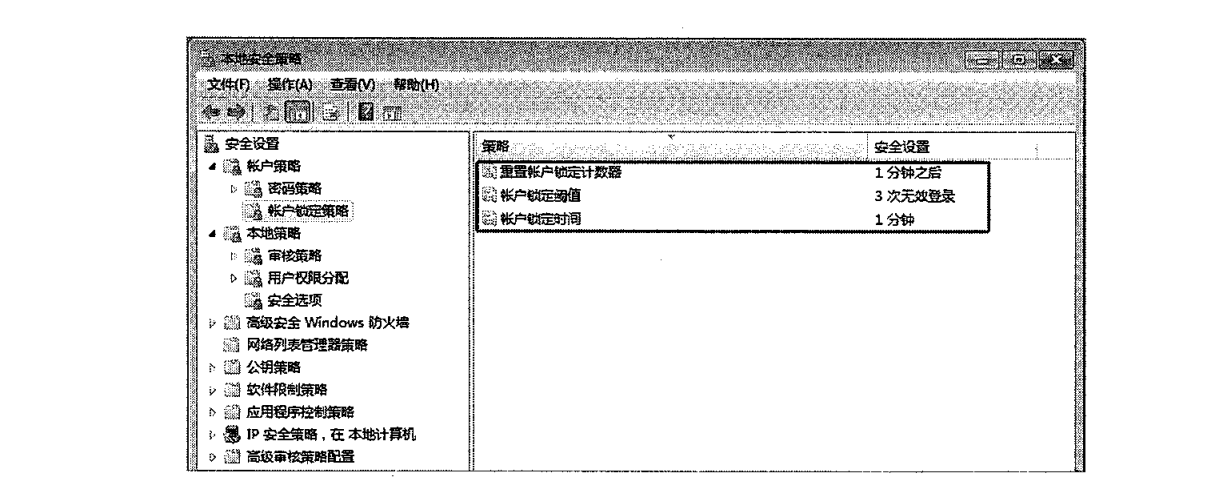 本地安全策略
文件(F) 操作(A) 查看(V) 帮助(H)
安全设置
帐户策略
密码策略
帐户锁定策略
本地策略
审核策略
用户权限分配
安全选项
高级安全 Windows 防火墙
网络列表管理器策略
公钥策略
软件限制策略
应用程序控制策略
IP 安全策略，在 本地计算机
高级审核策略配置
策略 安全设置
重置帐户锁定计数器 1 分钟之后
帐户锁定阈值 3 次无效登录
帐户锁定时间 1 分钟